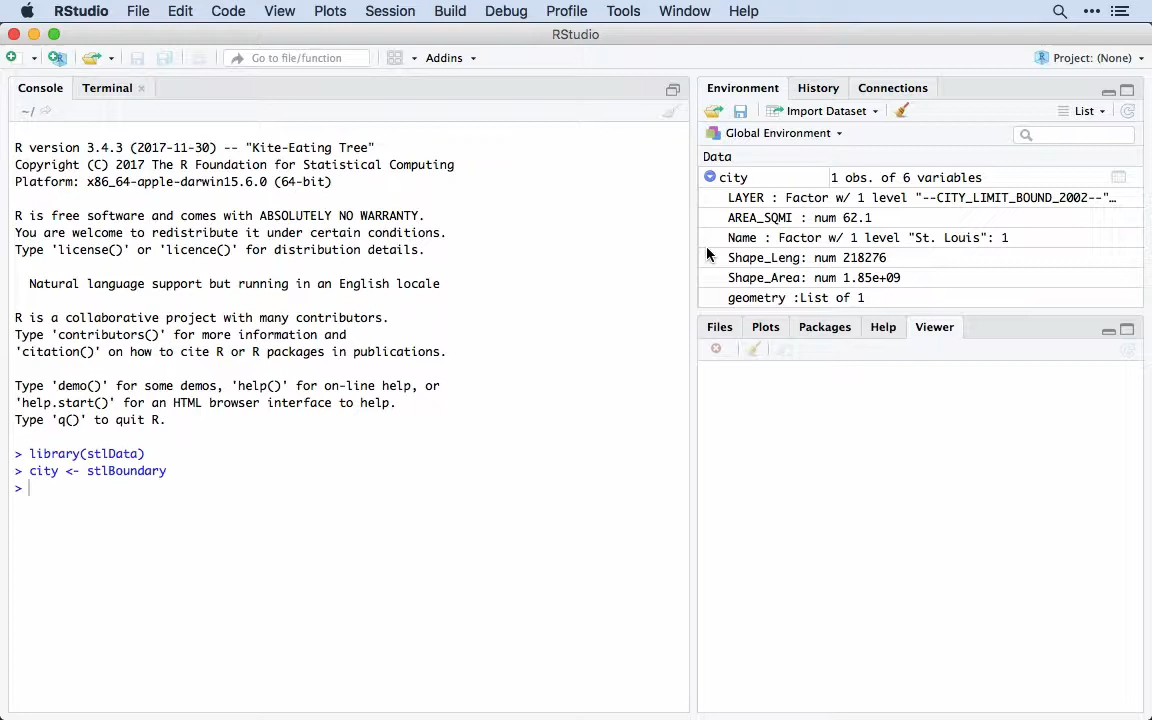 RStudio File Edit Code View Plots Session Build Debug Profile Tools Window Help
RStudio
Go to file/function Addins Project: (None)
Console Terminal
~/
R version 3.4.3 (2017-11-30) -- "Kite-Eating Tree"
Copyright (C) 2017 The R Foundation for Statistical Computing
Platform: x86_64-apple-darwin15.6.0 (64-bit)
R is free software and comes with ABSOLUTELY NO WARRANTY.
You are welcome to redistribute it under certain conditions.
Type 'license()' or 'licence()' for distribution details.
Natural language support but running in an English locale
R is a collaborative project with many contributors.
Type 'contributors()' for more information and
'citation()' on how to cite R or R packages in publications.
Type 'demo()' for some demos, 'help()' for on-line help, or
'help.start()' for an HTML browser interface to help.
Type 'q()' to quit R.
> library(stlData)
> city <- stlBoundary
>
Environment History Connections
Import Dataset List
Global Environment
Data
city 1 obs. of 6 variables
LAYER : Factor w/ 1 level "--CITY_LIMIT_BOUND_2002--"…
AREA_SQMI : num 62.1
Name : Factor w/ 1 level "St. Louis": 1
Shape_Leng: num 218276
Shape_Area: num 1.85e+09
geometry :List of 1
Files Plots Packages Help Viewer